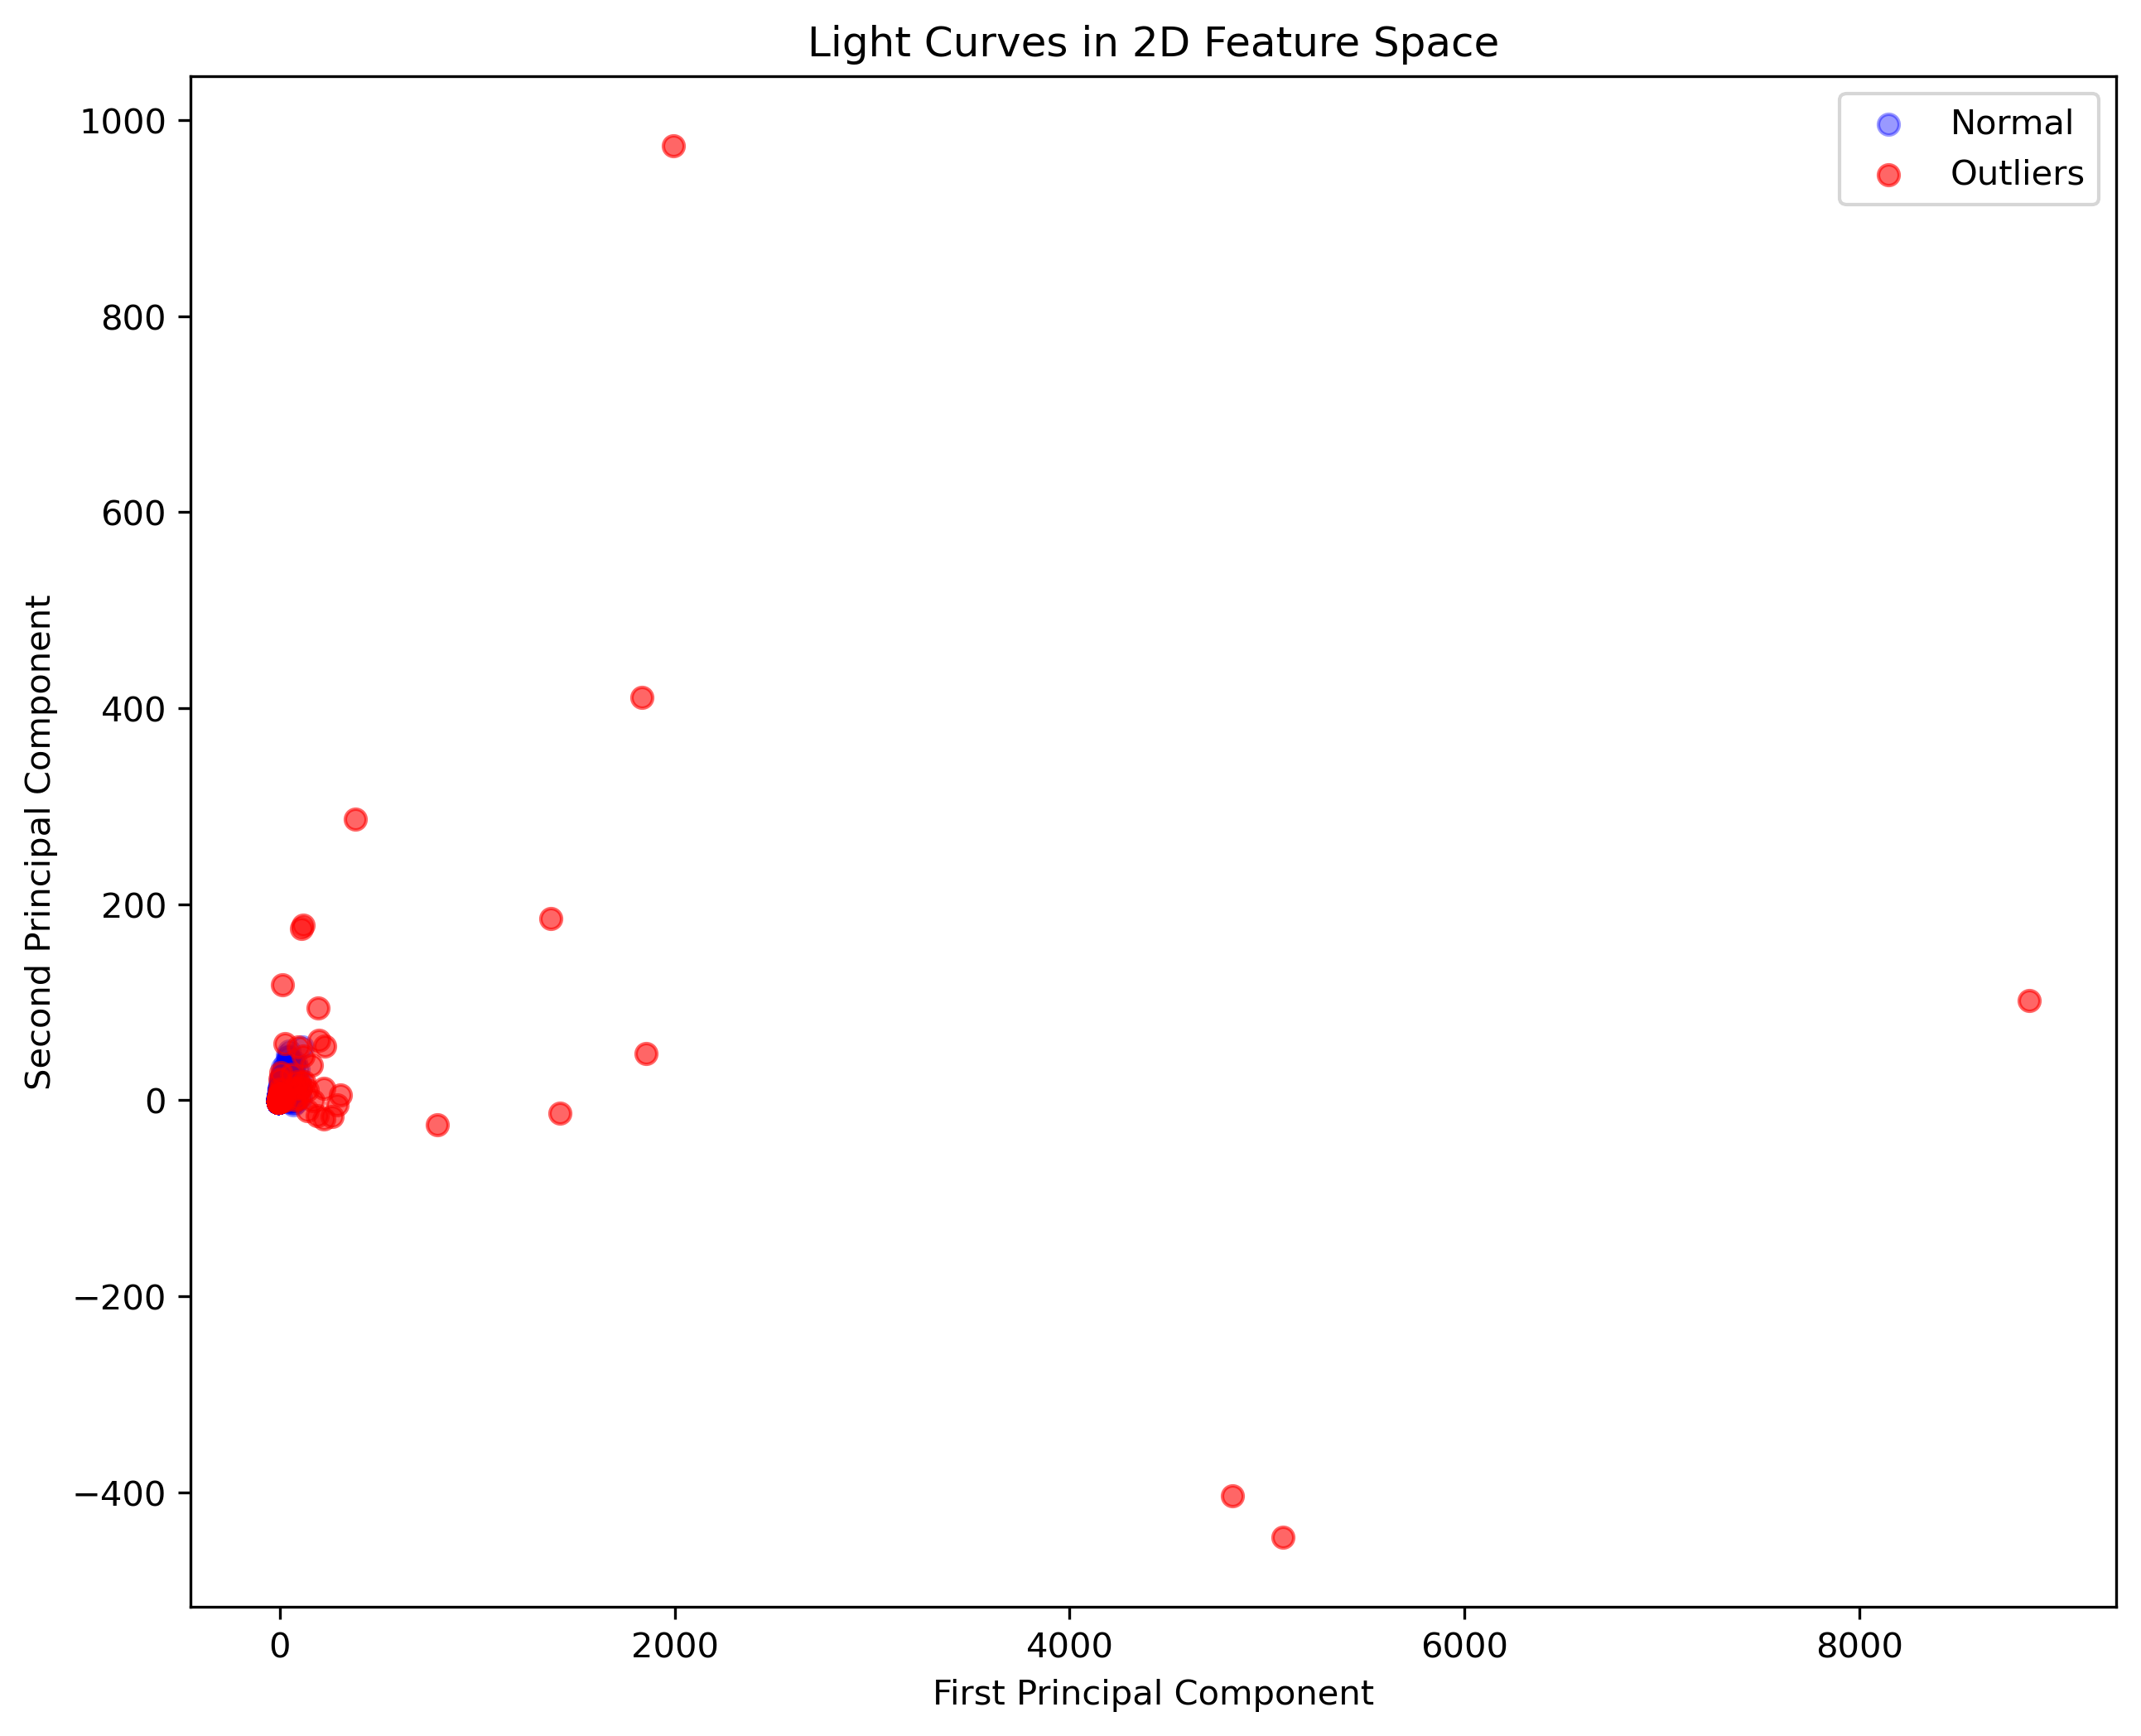 Light Curves in 2D Feature Space
Normal
Outliers
1000
800
600
400
200
0
−200
−400
Second Principal Component
0
2000
4000
6000
8000
First Principal Component